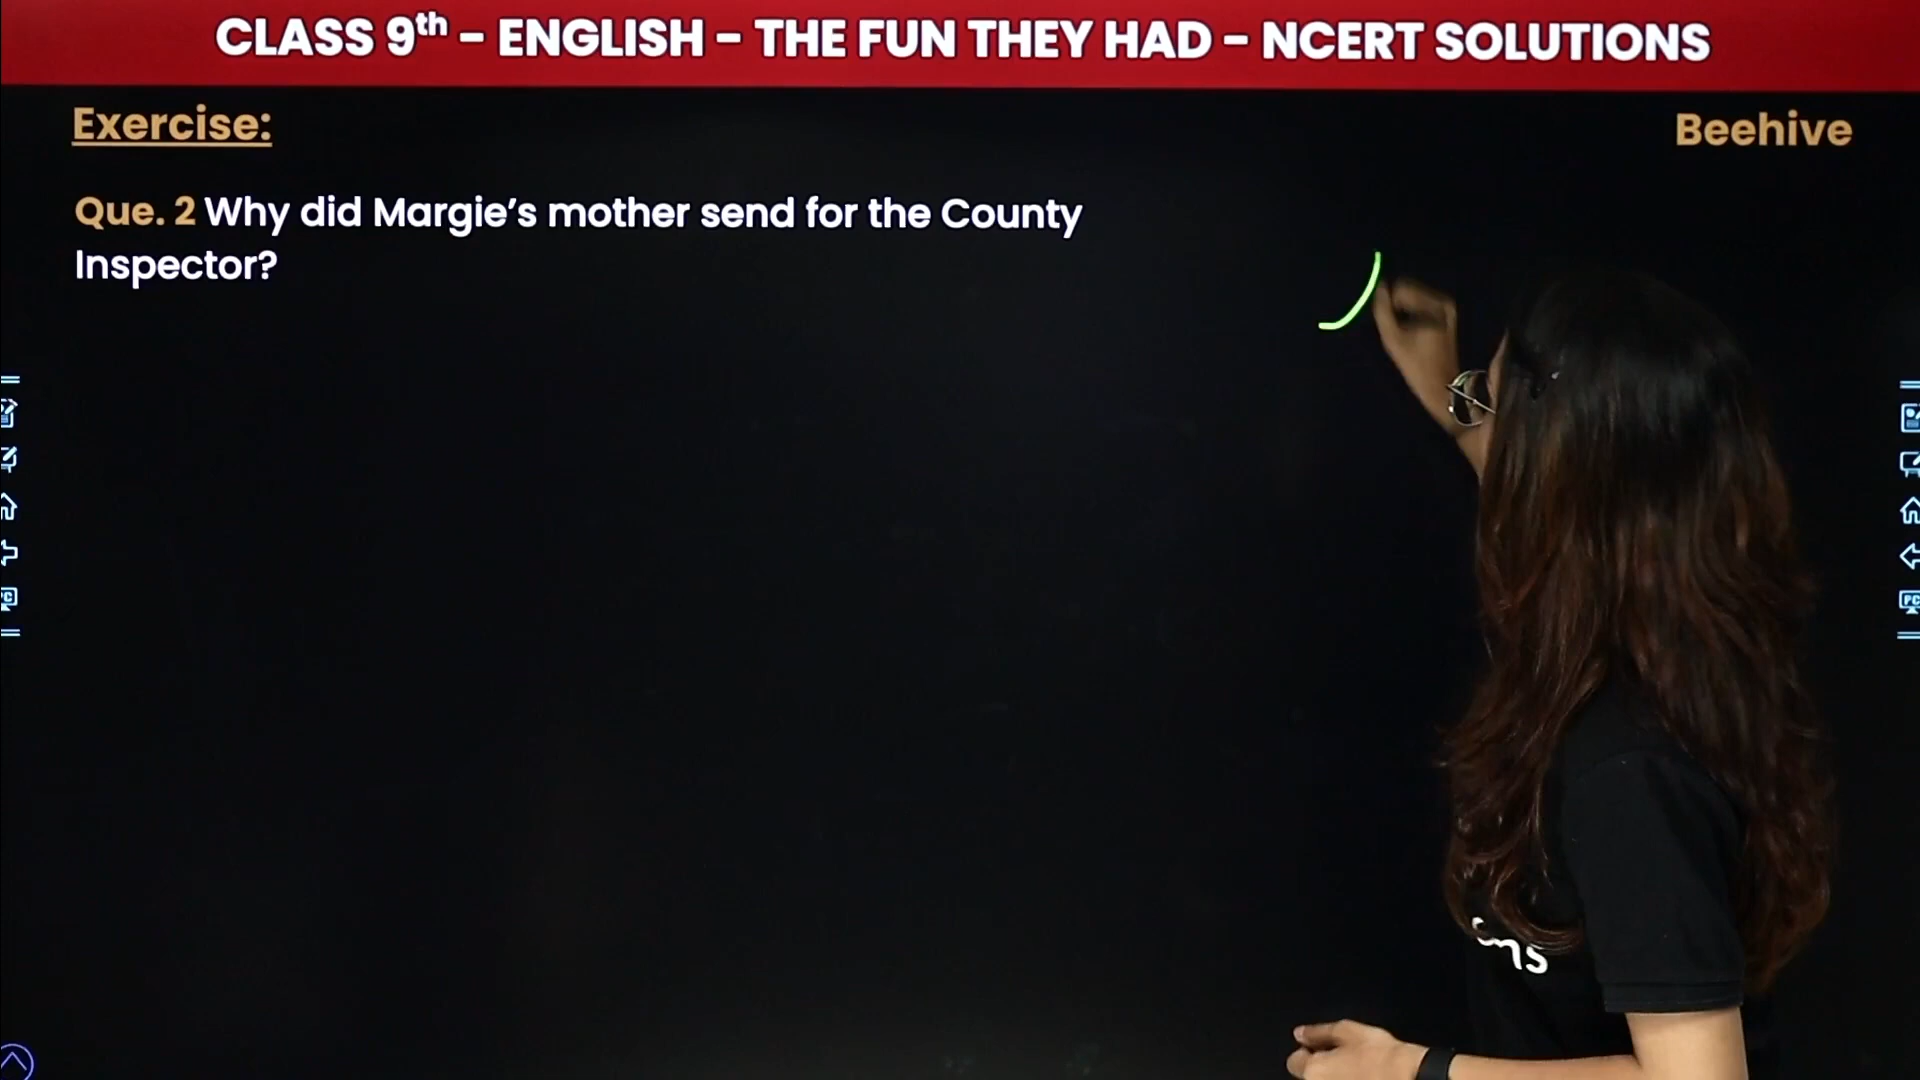 CLASS 9th - ENGLISH - THE FUN THEY HAD - NCERT SOLUTIONS
Exercise:
Beehive
Que. 2 Why did Margie's mother send for the County
Inspector?